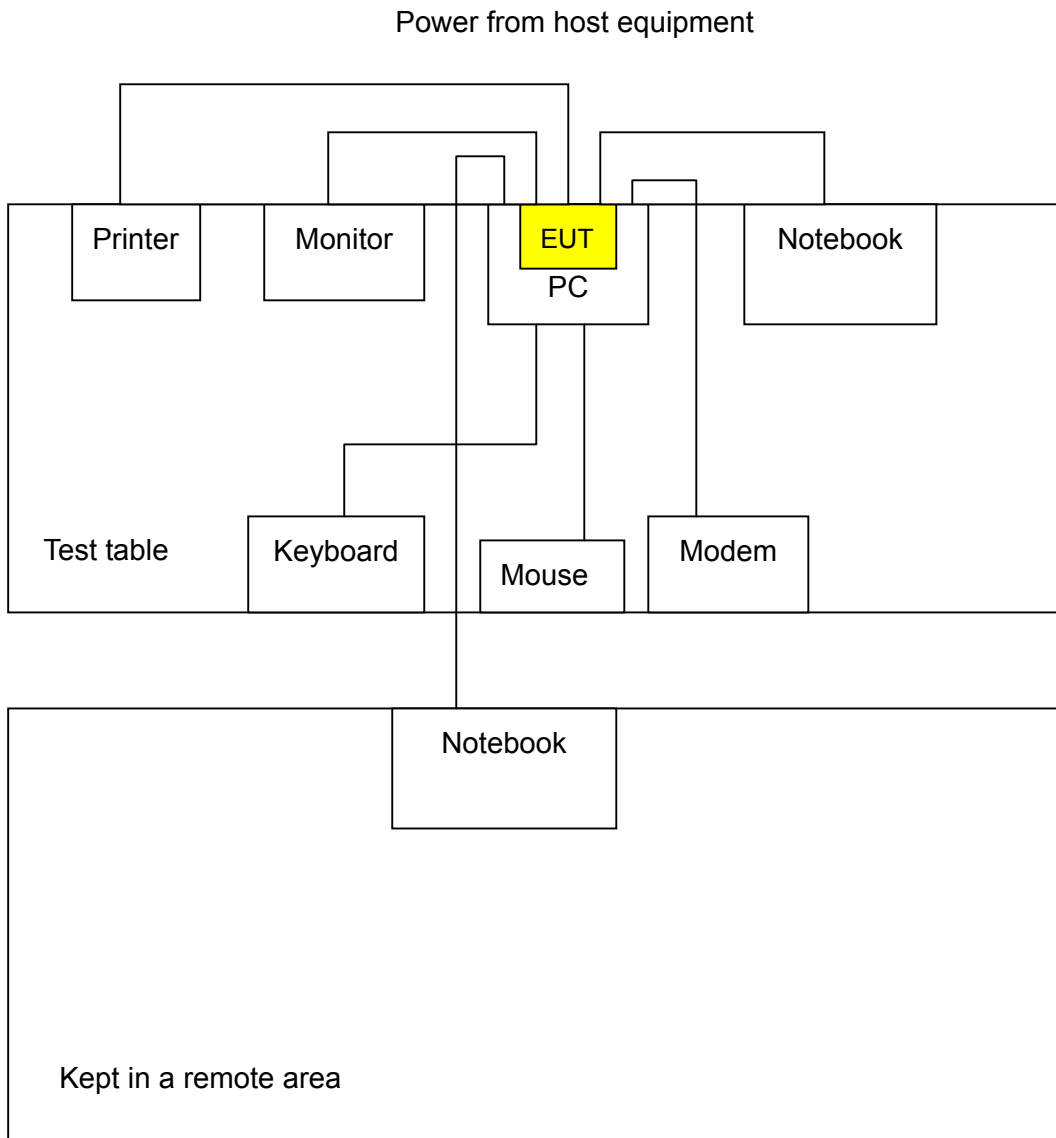 Power from host equipment
Printer
Monitor
EUT
PC
Notebook
Test table
Keyboard
Mouse
Modem
Notebook
Kept in a remote area